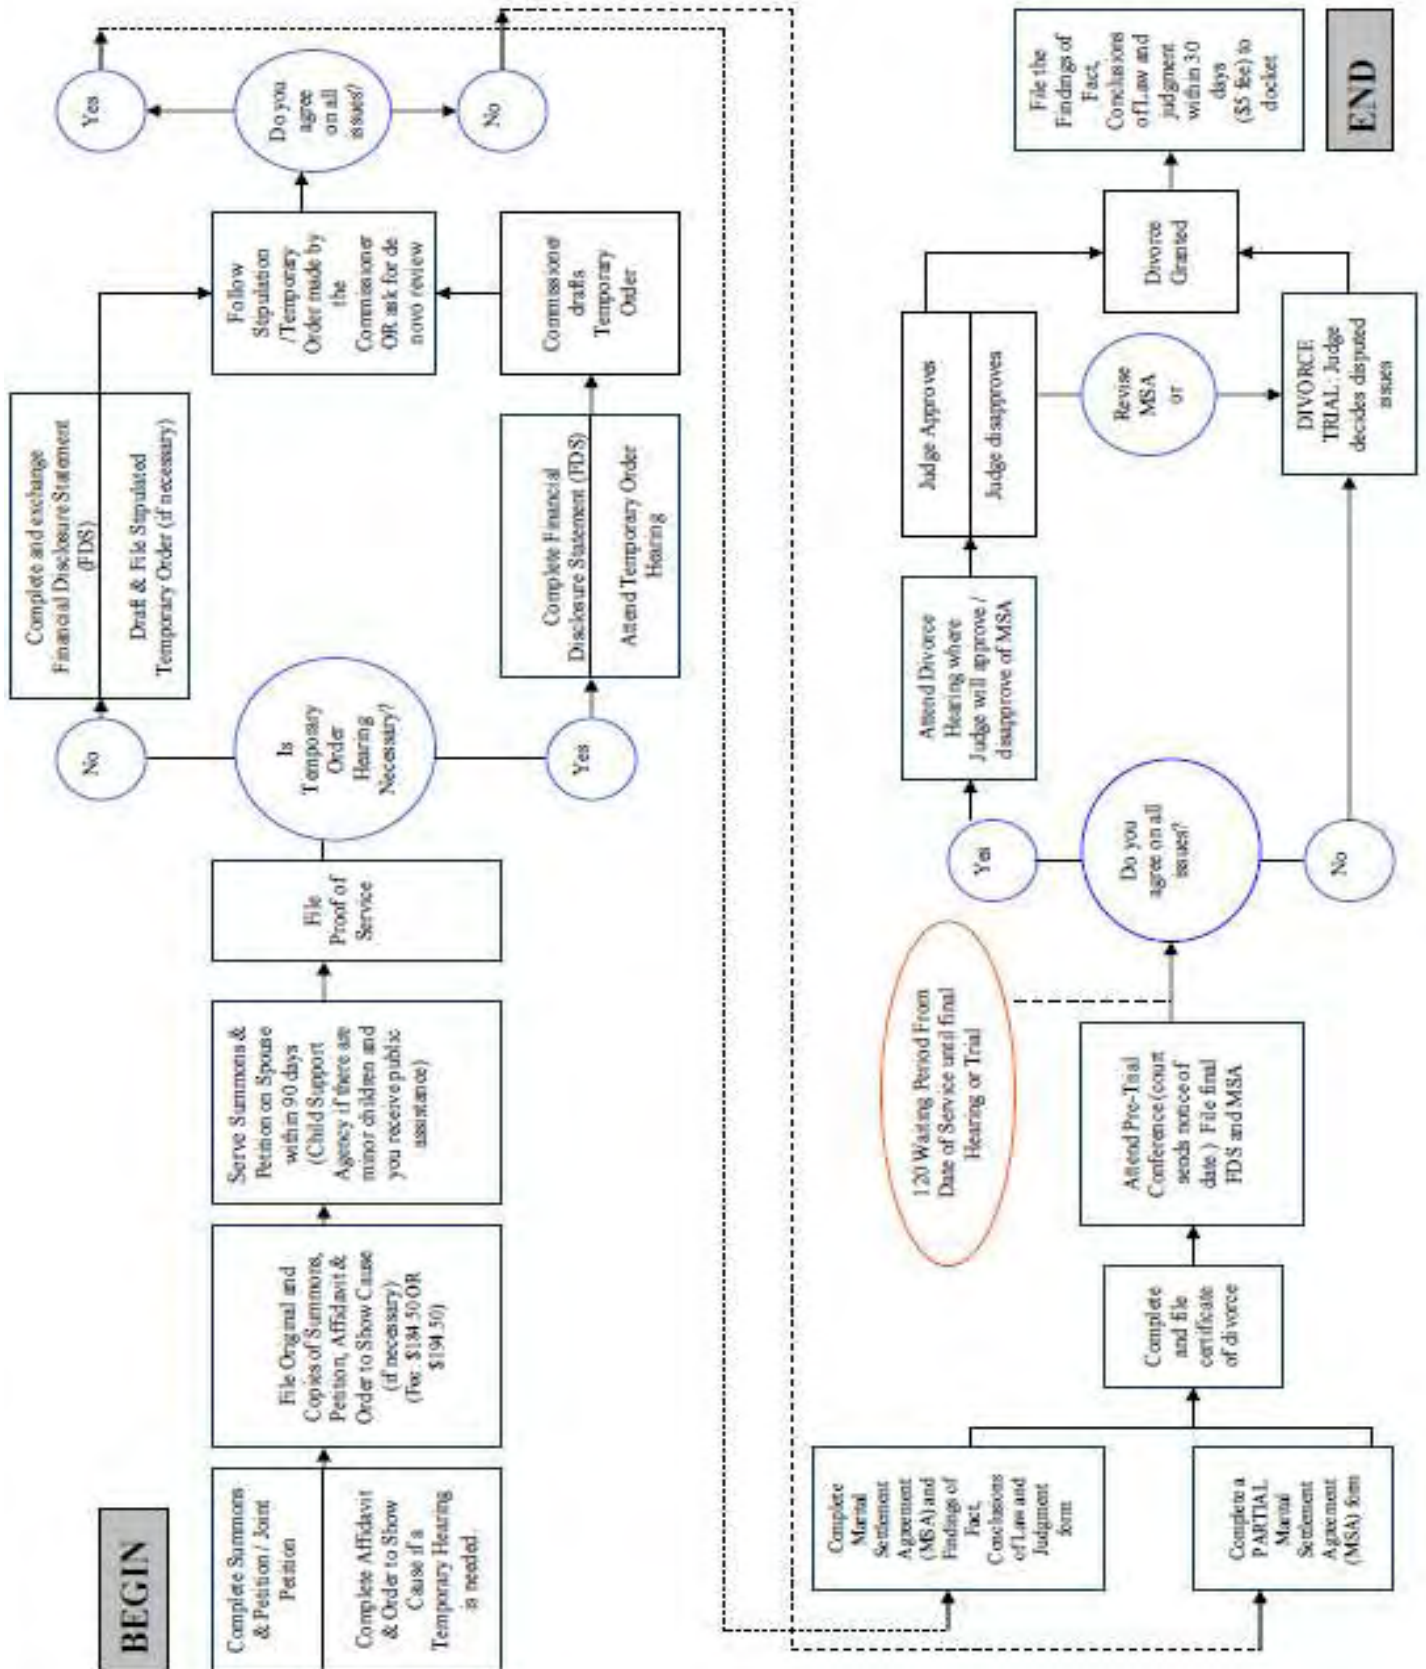 BEGIN
Complete Summons
& Petition / Joint
Petition
Complete Affidavit
& Order to Show
Cause if a
Temporary Hearing
is needed.
File Original and
Copies of Summons,
Petition, Affidavit &
Order to Show Cause
(if necessary)
(Fee: $184.50 OR
$194.50)
Serve Summons &
Petition on Spouse
within 90 days
(Child Support
Agency if there are
minor children and
you receive public
assistance)
File
Proof of
Service
Is
Temporary
Order
Hearing
Necessary?
No
Complete and exchange
Financial Disclosure Statement
(FDS)
Draft & File Stipulated
Temporary Order (if necessary)
Yes
Complete Financial
Disclosure Statement (FDS)
Attend Temporary Order
Hearing
Commissioner
drafts
Temporary
Order
Follow
Stipulation
/Temporary
Order made by
the
Commissioner
OR ask for de
novo review
Do you
agree
on all
issues?
Yes
No
Complete
Marital
Settlement
Agreement
(MSA) and
Findings of
Fact,
Conclusions
of Law and
Judgment
form
Complete a
PARTIAL
Marital
Settlement
Agreement
(MSA) form
Complete
and file
certificate
of divorce
Attend Pre-Trial
Conference (court
sends notice of
date.) File final
FDS and MSA
120 Waiting Period From
Date of Service until final
Hearing or Trial
Do you
agree on all
issues?
Yes
No
Attend Divorce
Hearing where
Judge will approve /
disapprove of MSA
Judge Approves
Judge disapproves
Revise
MSA
or
DIVORCE
TRIAL: Judge
decides disputed
issues
Divorce
Granted
File the
Findings of
Fact,
Conclusions
of Law and
judgment
within 30
days
($5 fee) to
docket
END